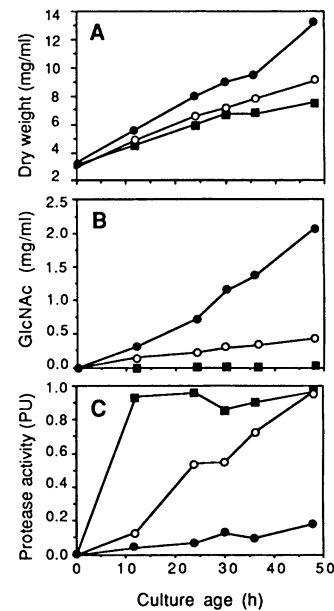 A
Dry weight (mg/ml)
14
12
10
8
6
4
2
B
GlcNAc (mg/ml)
2.5
2.0
1.5
1.0
0.5
0.0
C
Protease activity (PU)
1.0
0.8
0.6
0.4
0.2
0.0
0 10 20 30 40 50
Culture age (h)